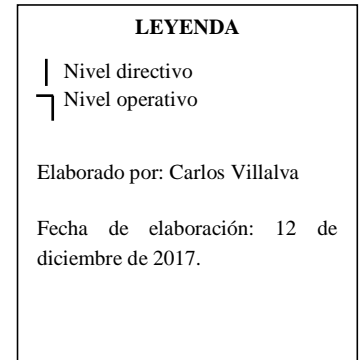 LEYENDA
Nivel directivo
Nivel operativo
Elaborado por: Carlos Villalva
Fecha de elaboración: 12 de
diciembre de 2017.